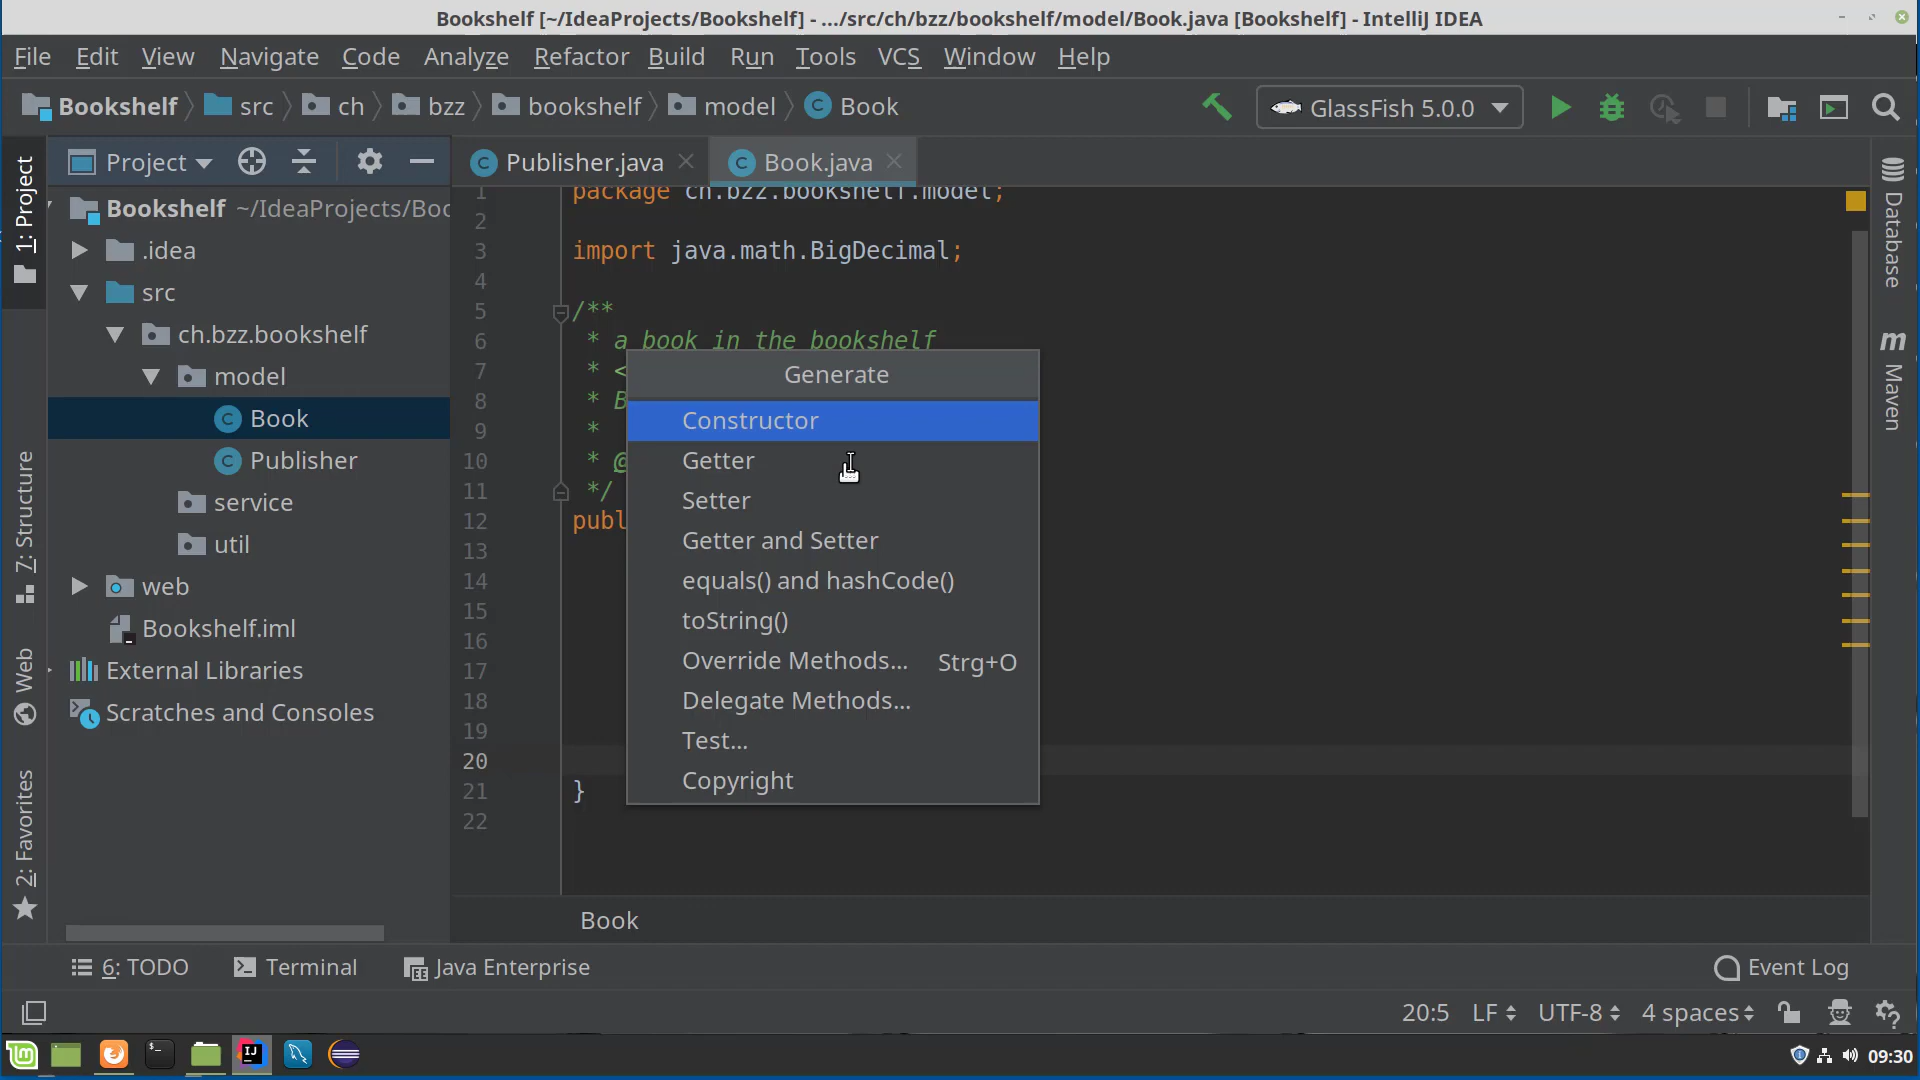 Bookshelf [~/IdeaProjects/Bookshelf] - .../src/ch/bzz/bookshelf/model/Book.java [Bookshelf] - IntelliJ IDEA
File Edit View Navigate Code Analyze Refactor Build Run Tools VCS Window Help
Bookshelf src ch bzz bookshelf model Book GlassFish 5.0.0
1: Project
7: Structure
Web
2: Favorites
Project
Bookshelf ~/IdeaProjects/Boo
.idea
src
ch.bzz.bookshelf
model
Book
Publisher
service
util
web
Bookshelf.iml
External Libraries
Scratches and Consoles
Publisher.java Book.java
1 package ch.bzz.bookshelf.model;
2
3 import java.math.BigDecimal;
4
5 /**
6 * a book in the bookshelf
7 * <
8 * B
9 *
10 * @
11 */
12 publ
13
14
15
16
17
18
19
20
21 }
22
Generate
Constructor
Getter
Setter
Getter and Setter
equals() and hashCode()
toString()
Override Methods... Strg+O
Delegate Methods...
Test...
Copyright
Book
Database
Maven
6: TODO Terminal Java Enterprise Event Log
20:5 LF UTF-8 4 spaces
09:30